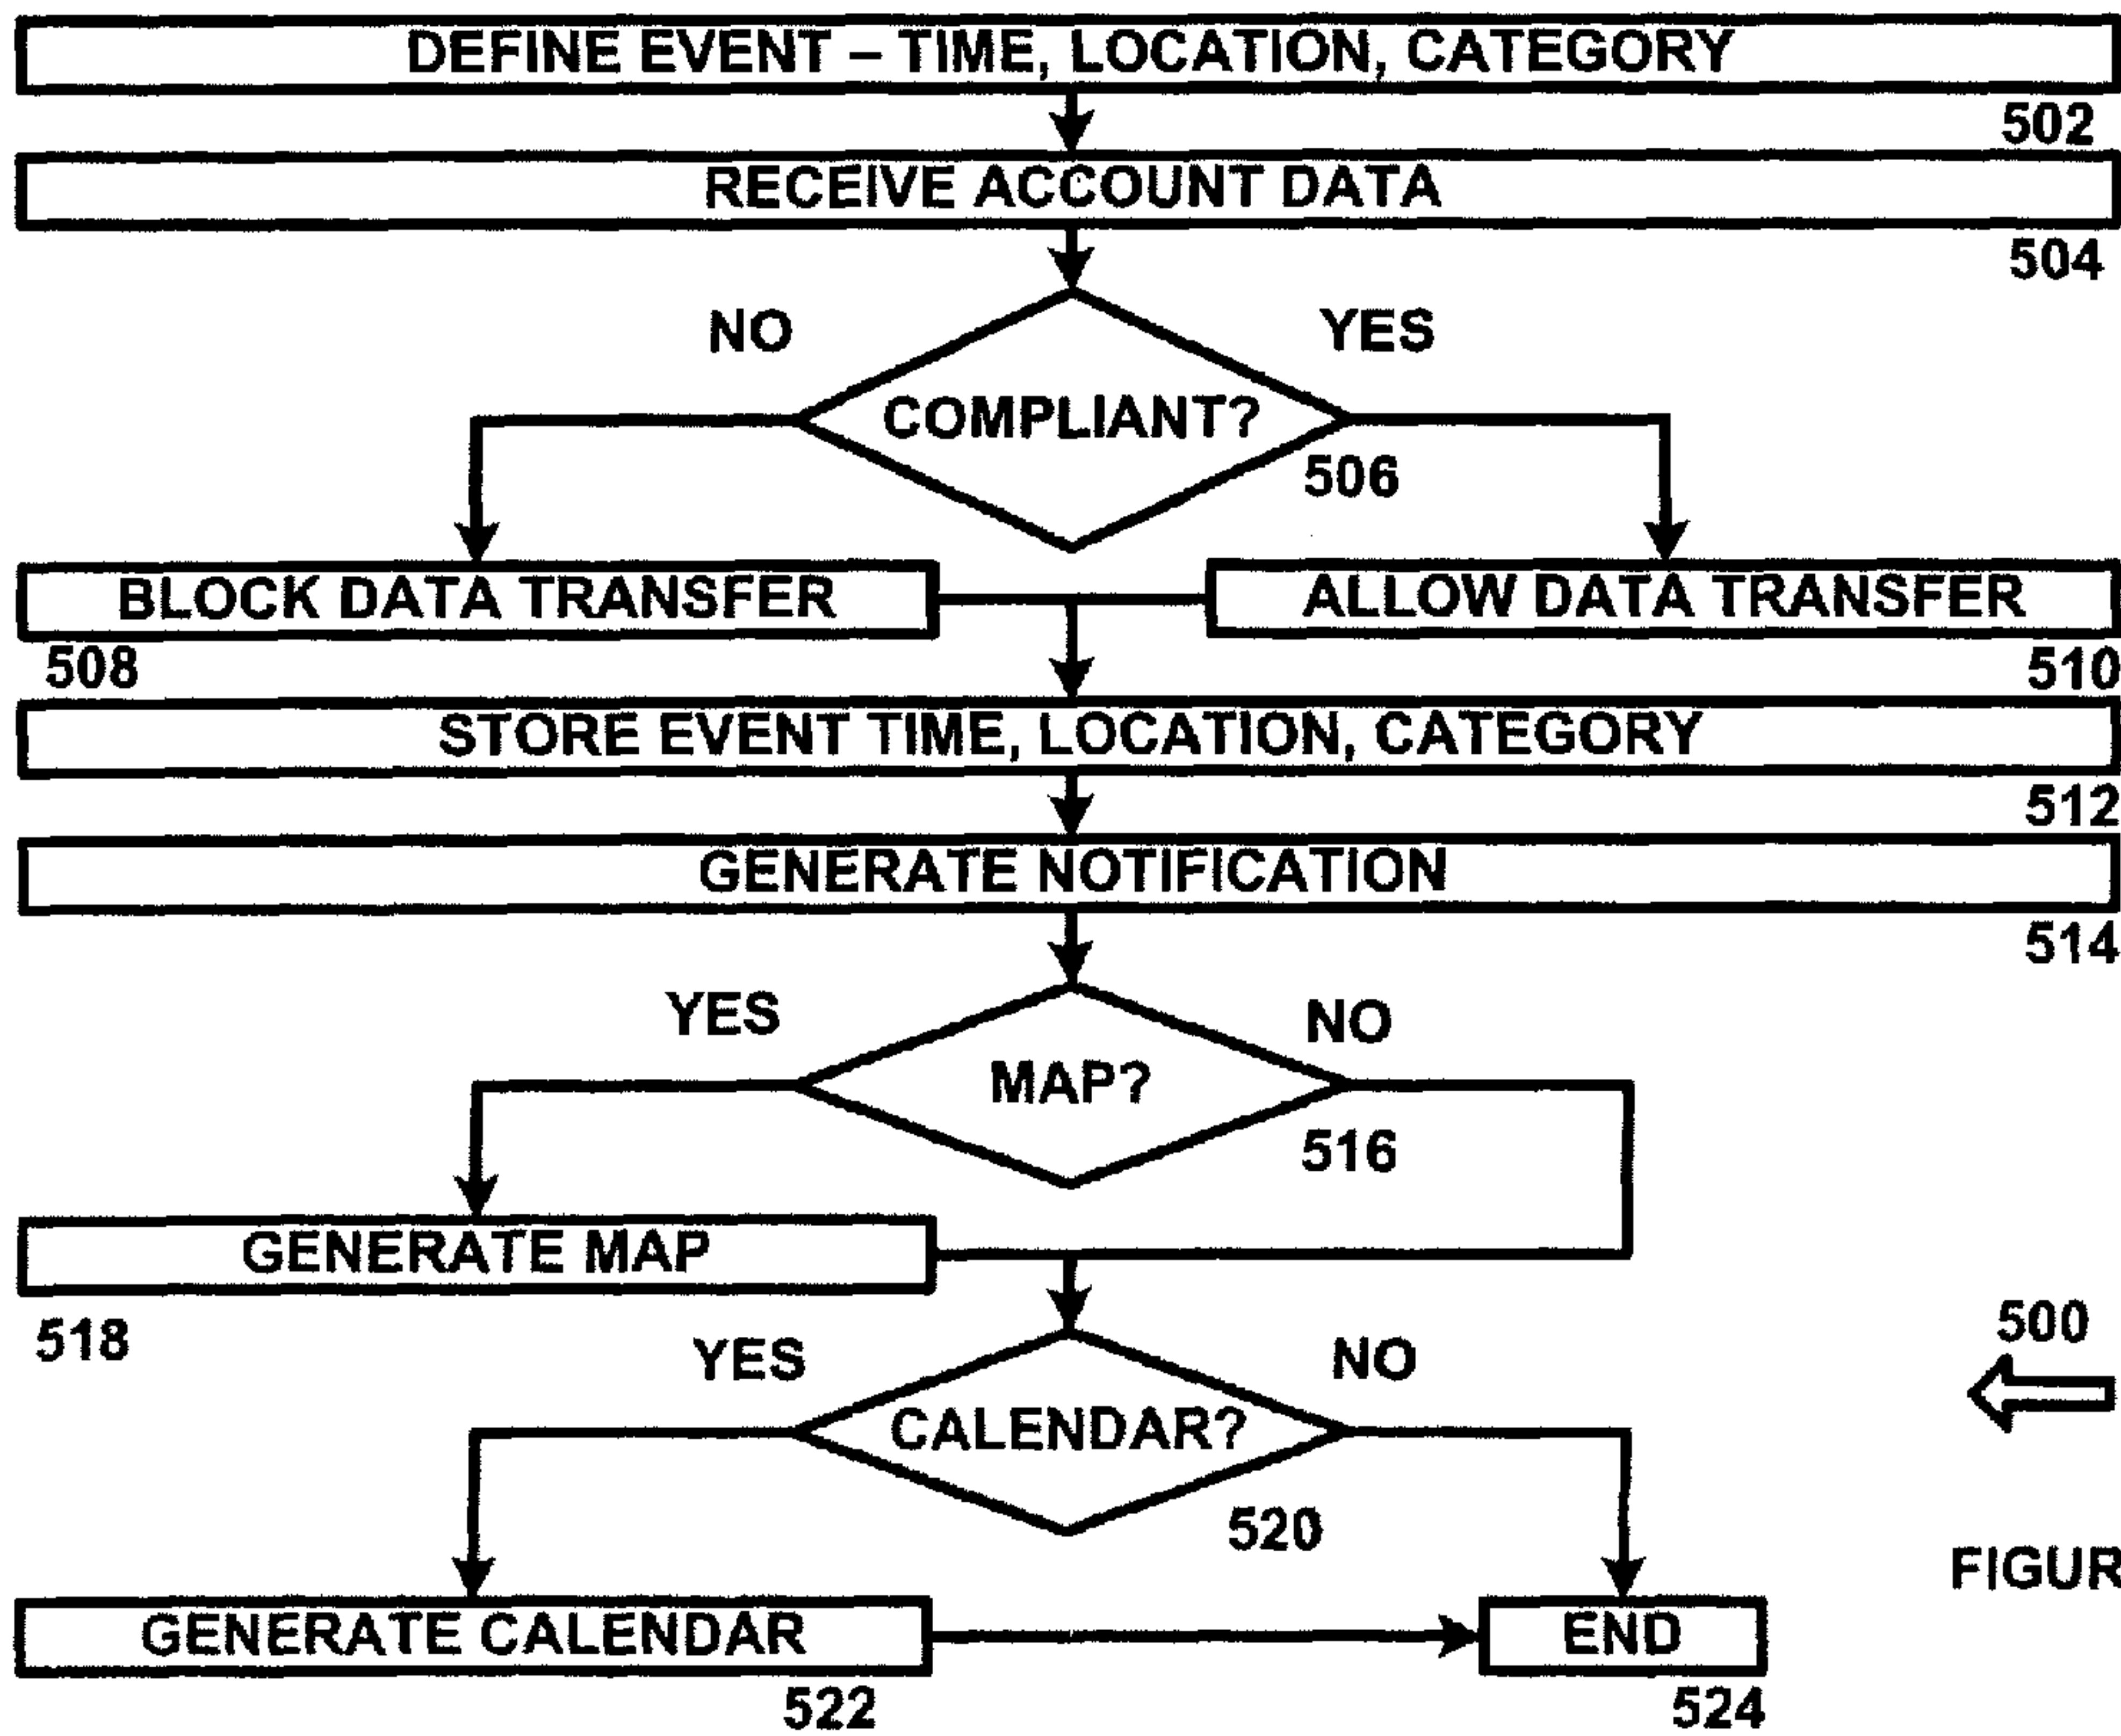 DEFINE EVENT – TIME, LOCATION, CATEGORY
502
RECEIVE ACCOUNT DATA
504
NO
YES
COMPLIANT?
506
BLOCK DATA TRANSFER
ALLOW DATA TRANSFER
508
510
STORE EVENT TIME, LOCATION, CATEGORY
512
GENERATE NOTIFICATION
514
YES
NO
MAP?
516
GENERATE MAP
518
500
YES
NO
CALENDAR?
520
FIGUR
GENERATE CALENDAR
END
522
524